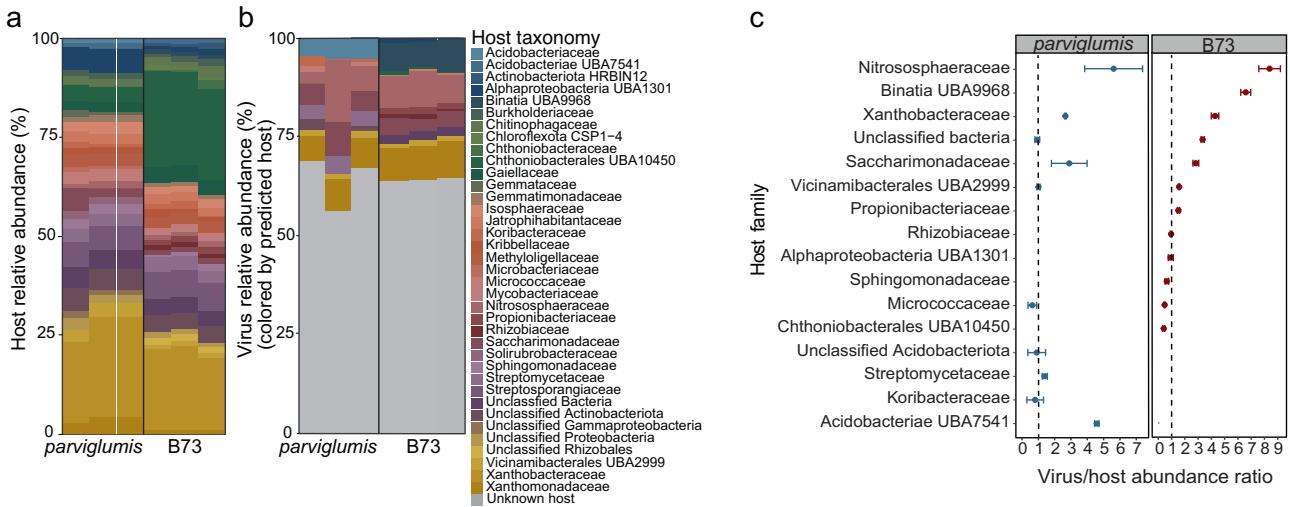 a
Host relative abundance (%)
100
75
50
25
0
parviglumis
B73
b
Virus relative abundance (%)
(colored by predicted host)
100
75
50
25
0
parviglumis
B73
Host taxonomy
Acidobacteriaceae
Acidobacteriae UBA7541
Actinobacteriota HRBIN12
Alphaproteobacteria UBA1301
Binatia UBA9968
Burkholderiaceae
Chitinophagaceae
Chloroflexota CSP1−4
Chthoniobacteraceae
Chthoniobacterales UBA10450
Gaiellaceae
Gemmataceae
Gemmatimonadaceae
Isosphaeraceae
Jatrophihabitantaceae
Koribacteraceae
Kribbellaceae
Methyloligellaceae
Microbacteriaceae
Micrococcaceae
Mycobacteriaceae
Nitrososphaeraceae
Propionibacteriaceae
Rhizobiaceae
Saccharimonadaceae
Solirubrobacteraceae
Sphingomonadaceae
Streptomycetaceae
Streptosporangiaceae
Unclassfied Bacteria
Unclassfied Actinobacteriota
Unclassfied Gammaproteobacteria
Unclassfied Proteobacteria
Unclassified Rhizobales
Vicinamibacterales UBA2999
Xanthobacteraceae
Xanthomonadaceae
Unknown host
c
parviglumis
B73
Host family
Nitrososphaeraceae
Binatia UBA9968
Xanthobacteraceae
Unclassified bacteria
Saccharimonadaceae
Vicinamibacterales UBA2999
Propionibacteriaceae
Rhizobiaceae
Alphaproteobacteria UBA1301
Sphingomonadaceae
Micrococcaceae
Chthoniobacterales UBA10450
Unclassified Acidobacteriota
Streptomycetaceae
Koribacteraceae
Acidobacteriae UBA7541
0 1 2 3 4 5 6 7
0 1 2 3 4 5 6 7 8 9
Virus/host abundance ratio